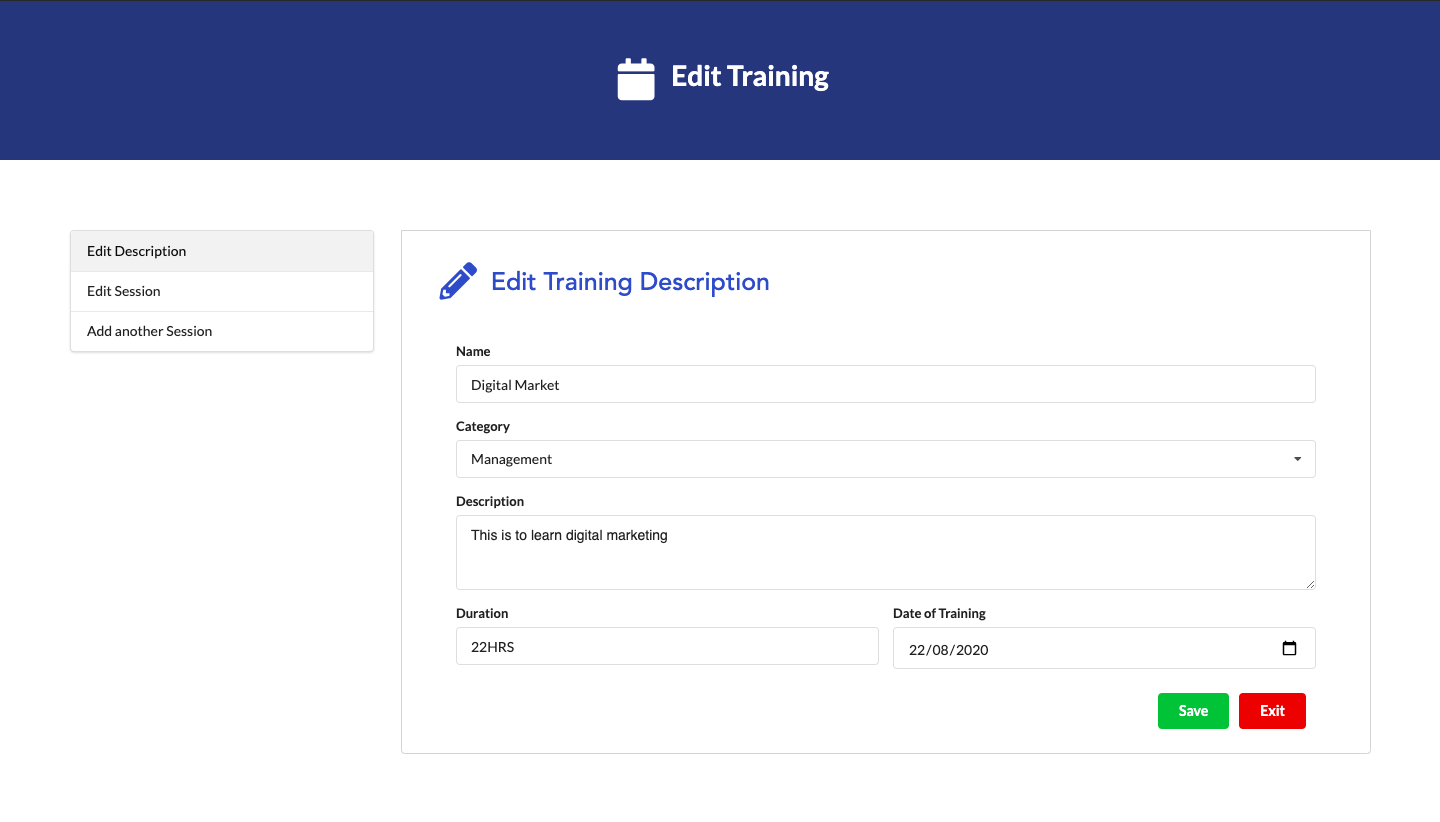 Edit Training
Edit Description
Edit Session
Add another Session
Edit Training Description
Name
Digital Market
Category
Management
Description
This is to learn digital marketing
Duration
Date of Training
22HRS
22/08/2020
Save
Exit